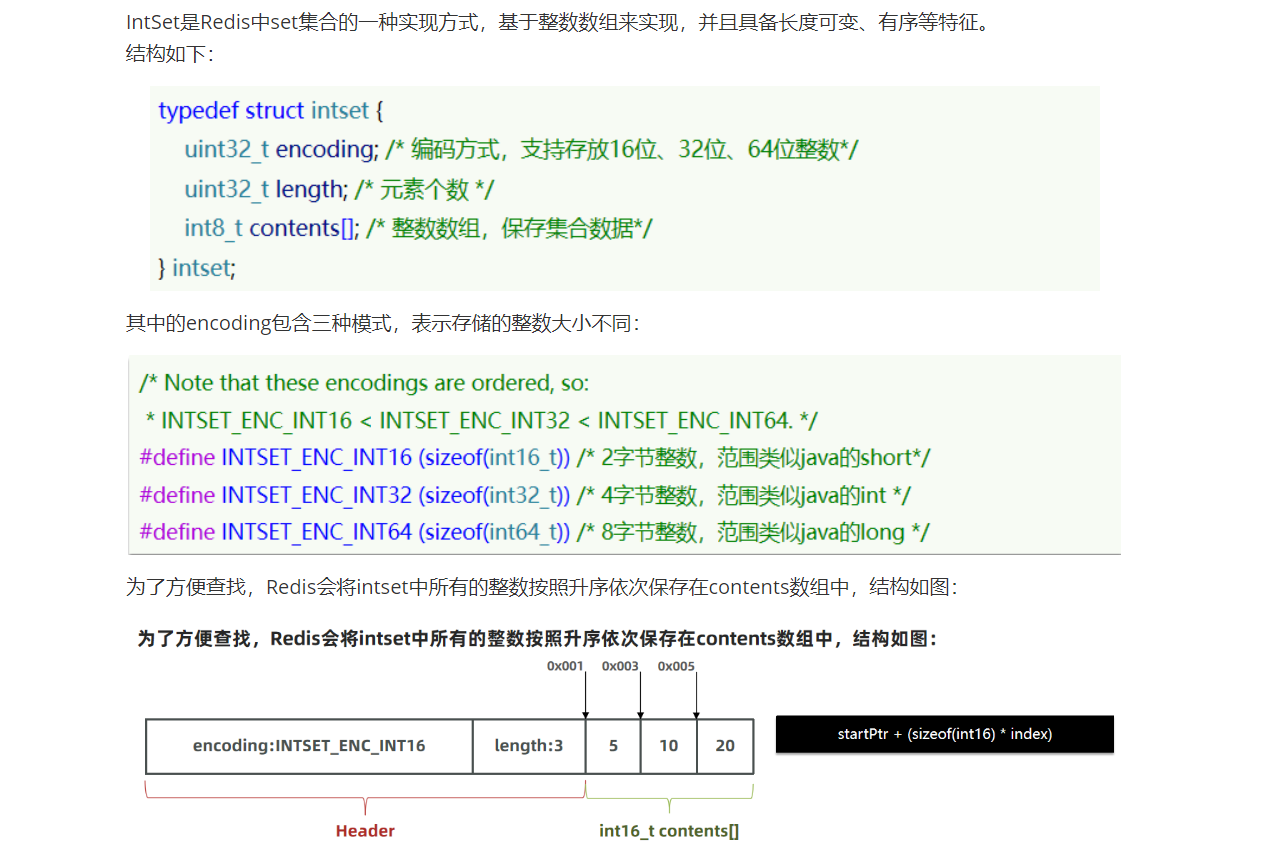 IntSet是Redis中set集合的一种实现方式，基于整数数组来实现，并且具备长度可变、有序等特征。
结构如下：
typedef struct intset {
uint32_t encoding; /* 编码方式，支持存放16位、32位、64位整数*/
uint32_t length; /* 元素个数 */
int8_t contents[]; /* 整数数组，保存集合数据*/
} intset;
其中的encoding包含三种模式，表示存储的整数大小不同：
/* Note that these encodings are ordered, so:
* INTSET_ENC_INT16 < INTSET_ENC_INT32 < INTSET_ENC_INT64. */
#define INTSET_ENC_INT16 (sizeof(int16_t)) /* 2字节整数，范围类似java的short*/
#define INTSET_ENC_INT32 (sizeof(int32_t)) /* 4字节整数，范围类似java的int */
#define INTSET_ENC_INT64 (sizeof(int64_t)) /* 8字节整数，范围类似java的long */
为了方便查找，Redis会将intset中所有的整数按照升序依次保存在contents数组中，结构如图：
为了方便查找，Redis会将intset中所有的整数按照升序依次保存在contents数组中，结构如图：
0x001 0x003 0x005
encoding:INTSET_ENC_INT16 length:3 5 10 20
startPtr + (sizeof(int16) * index)
Header int16_t contents[]